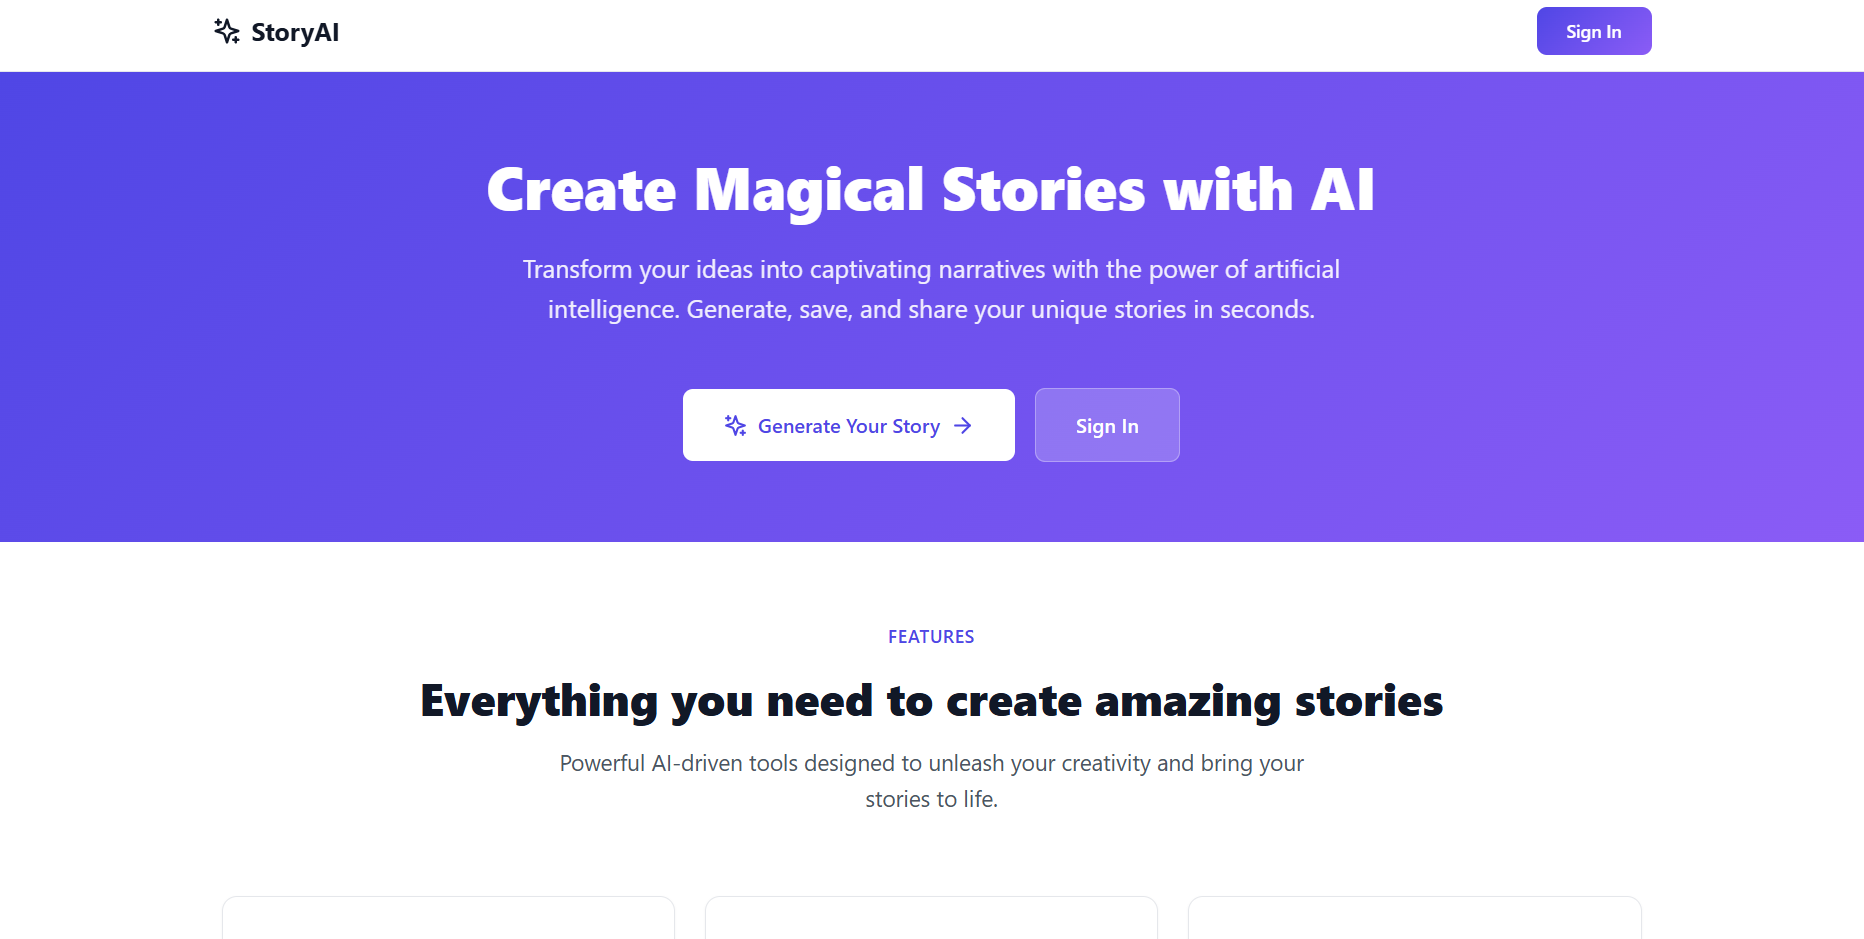 StoryAI
Sign In
Create Magical Stories with AI
Transform your ideas into captivating narratives with the power of artificial
intelligence. Generate, save, and share your unique stories in seconds.
Generate Your Story
Sign In
FEATURES
Everything you need to create amazing stories
Powerful AI-driven tools designed to unleash your creativity and bring your
stories to life.